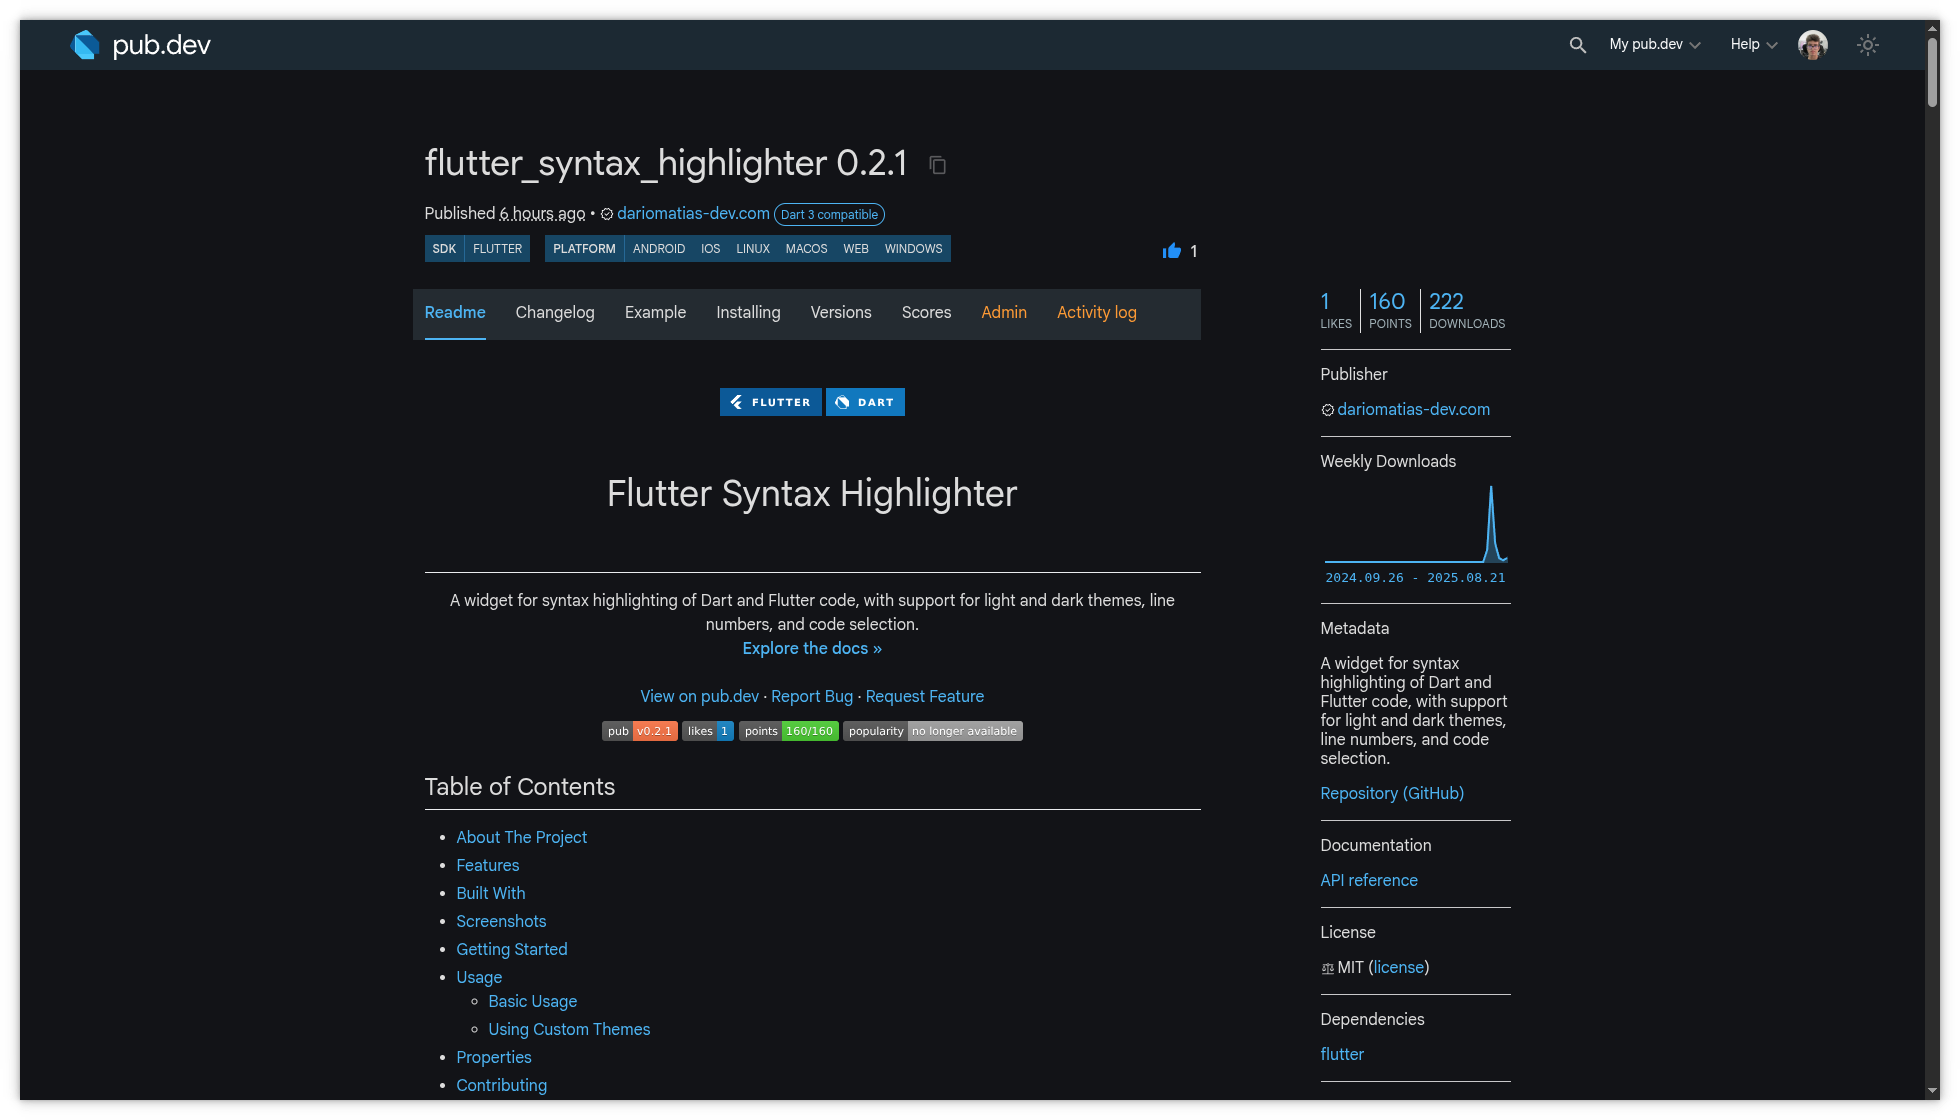 pub.dev
My pub.dev
Help
flutter_syntax_highlighter 0.2.1
Published 6 hours ago • dariomatias-dev.com Dart 3 compatible
SDK FLUTTER PLATFORM ANDROID IOS LINUX MACOS WEB WINDOWS
1
Readme Changelog Example Installing Versions Scores Admin Activity log
FLUTTER DART
Flutter Syntax Highlighter
A widget for syntax highlighting of Dart and Flutter code, with support for light and dark themes, line
numbers, and code selection.
Explore the docs »
View on pub.dev · Report Bug · Request Feature
pub v0.2.1 likes 1 points 160/160 popularity no longer available
Table of Contents
• About The Project
• Features
• Built With
• Screenshots
• Getting Started
• Usage
◦ Basic Usage
◦ Using Custom Themes
• Properties
• Contributing
1 160 222
LIKES POINTS DOWNLOADS
Publisher
dariomatias-dev.com
Weekly Downloads
2024.09.26 - 2025.08.21
Metadata
A widget for syntax
highlighting of Dart and
Flutter code, with support
for light and dark themes,
line numbers, and code
selection.
Repository (GitHub)
Documentation
API reference
License
MIT (license)
Dependencies
flutter